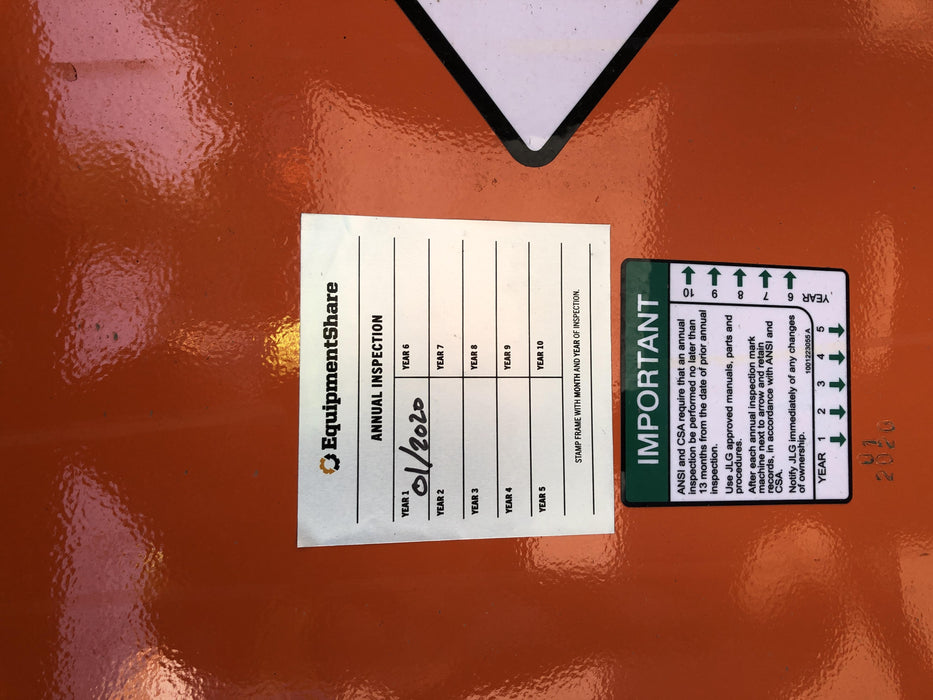 EquipmentShare
ANNUAL INSPECTION
YEAR 1 YEAR 6
01/2020
YEAR 2 YEAR 7
YEAR 3 YEAR 8
YEAR 4 YEAR 9
YEAR 5 YEAR 10
STAMP FRAME WITH MONTH AND YEAR OF INSPECTION.
IMPORTANT
ANSI and CSA require that an annual
inspection be performed no later than
13 months from the date of prior annual
inspection.
Use JLG approved manuals, parts and
procedures.
After each annual inspection mark
machine next to arrow and retain
records, in accordance with ANSI and
CSA.
Notify JLG immediately of any changes
of ownership.
1001223055A
YEAR 1 2 3 4 5
YEAR 6 7 8 9 10
01
2020